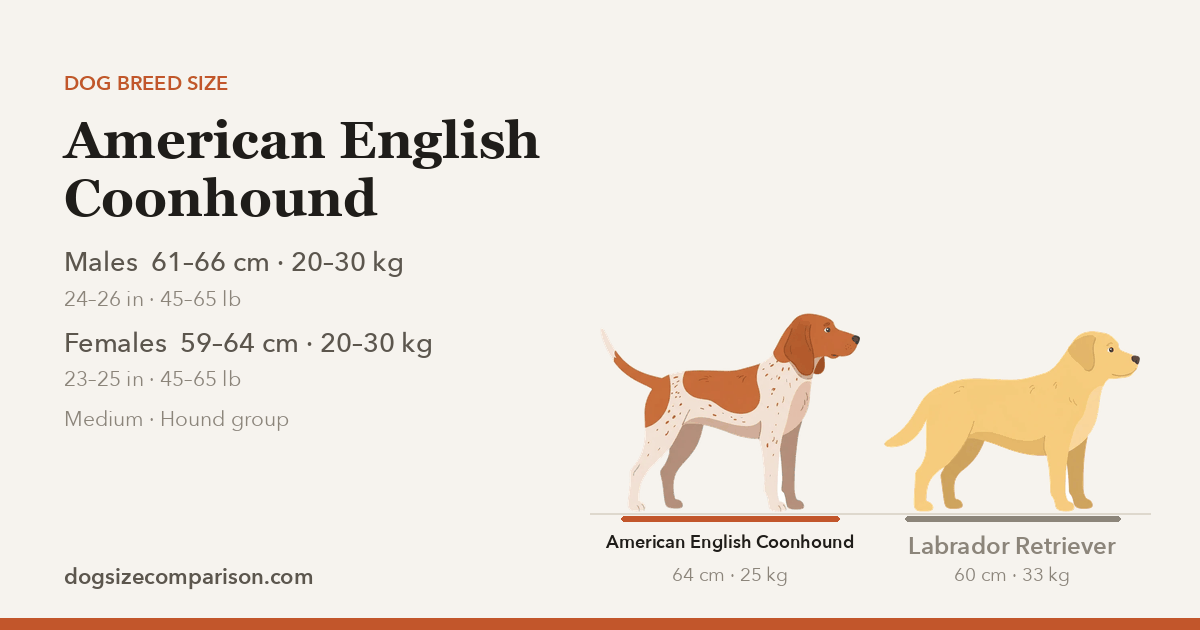 DOG BREED SIZE
American English
Coonhound
Males 61–66 cm · 20–30 kg
24–26 in · 45–65 lb
Females 59–64 cm · 20–30 kg
23–25 in · 45–65 lb
Medium · Hound group
American English Coonhound
64 cm · 25 kg
Labrador Retriever
60 cm · 33 kg
dogsizecomparison.com